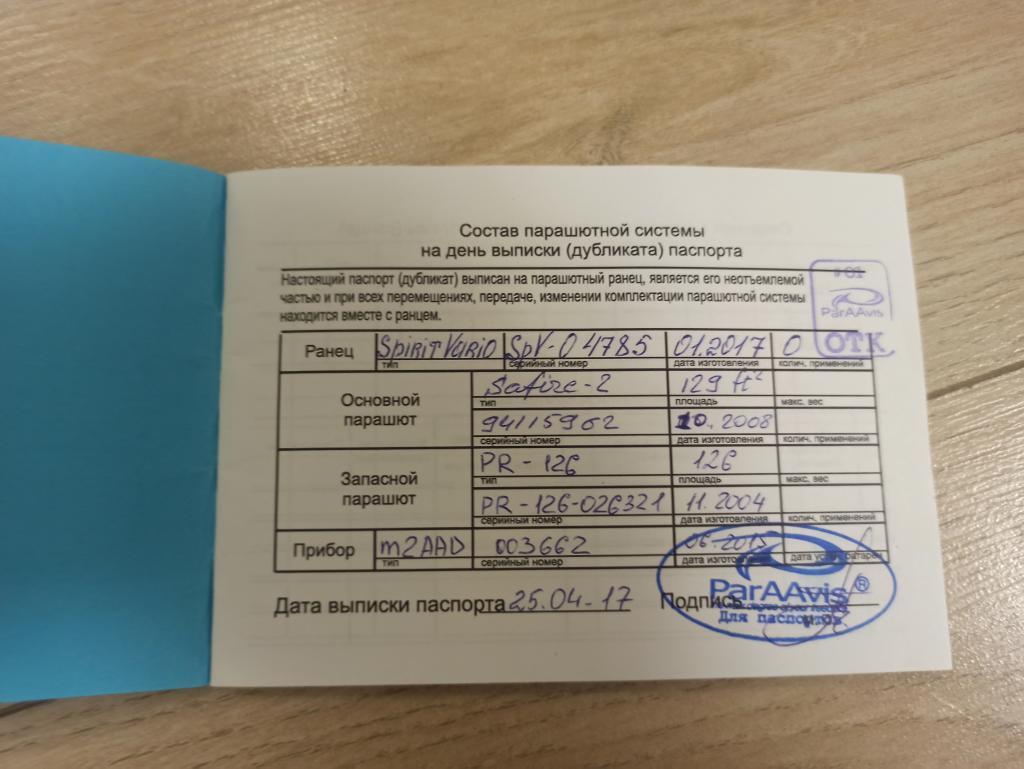 Состав парашютной системы
на день выписки (дубликата) паспорта
Настоящий паспорт (дубликат) выписан на парашютный ранец, является его неотъемлемой
частью и при всех перемещениях, передаче, изменении комплектации парашютной системы
находится вместе с ранцем.
ParAAvis
ОТК
Ранец Spirit Vario SpV-04785 01.2017 0
тип серийный номер дата изготовления колич. применений
Основной парашют
Safire-2 129 ft²
тип площадь макс. вес
94115962 10.2008
серийный номер дата изготовления колич. применений
Запасной парашют
PR-126 126
тип площадь макс. вес
PR-126-026321 11.2004
серийный номер дата изготовления колич. применений
Прибор m2AAD 003662 06.2015
тип серийный номер дата
Дата выписки паспорта 25.04-17 Подпись
ParAAvis ®
Для паспортов